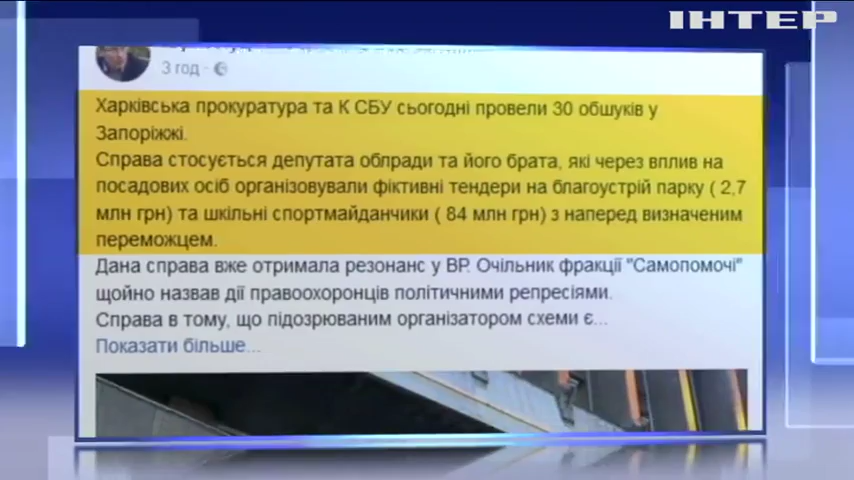 ІНТЕР
3 год ·
Харківська прокуратура та К СБУ сьогодні провели 30 обшуків у
Запоріжжі.
Справа стосується депутата облради та його брата, які через вплив на
посадових осіб організовували фіктивні тендери на благоустрій парку ( 2,7
млн грн) та шкільні спортмайданчики ( 84 млн грн) з наперед визначеним
переможцем.
Дана справа вже отримала резонанс у ВР. Очільник фракції "Самопомочі"
щойно назвав дії правоохоронців політичними репресіями.
Справа в тому, що підозрюваним організатором схеми є...
Показати більше...